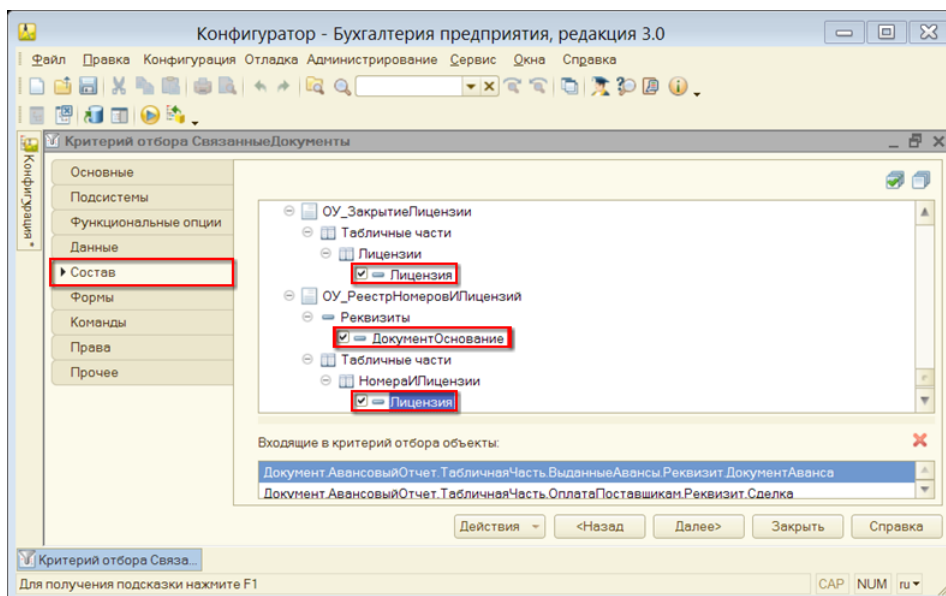 Конфигуратор - Бухгалтерия предприятия, редакция 3.0
Файл Правка Конфигурация Отладка Администрирование Сервис Окна Справка
Конфигурация *
Критерий отбора СвязанныеДокументы
Основные
Подсистемы
Функциональные опции
Данные
Состав
Формы
Команды
Права
Прочее
ОУ_ЗакрытиеЛицензии
Табличные части
Лицензии
Лицензия
ОУ_РеестрНомеровИЛицензий
Реквизиты
ДокументОснование
Табличные части
НомераИЛицензии
Лицензия
Входящие в критерий отбора объекты:
Документ.АвансовыйОтчет.ТабличнаяЧасть.ВыданныеАвансы.Реквизит.ДокументАванса
Документ.АвансовыйОтчет.ТабличнаяЧасть.ОплатаПоставщикам.Реквизит.Сделка
Действия <Назад Далее> Закрыть Справка
Критерий отбора Связа...
Для получения подсказки нажмите F1 CAP NUM ru